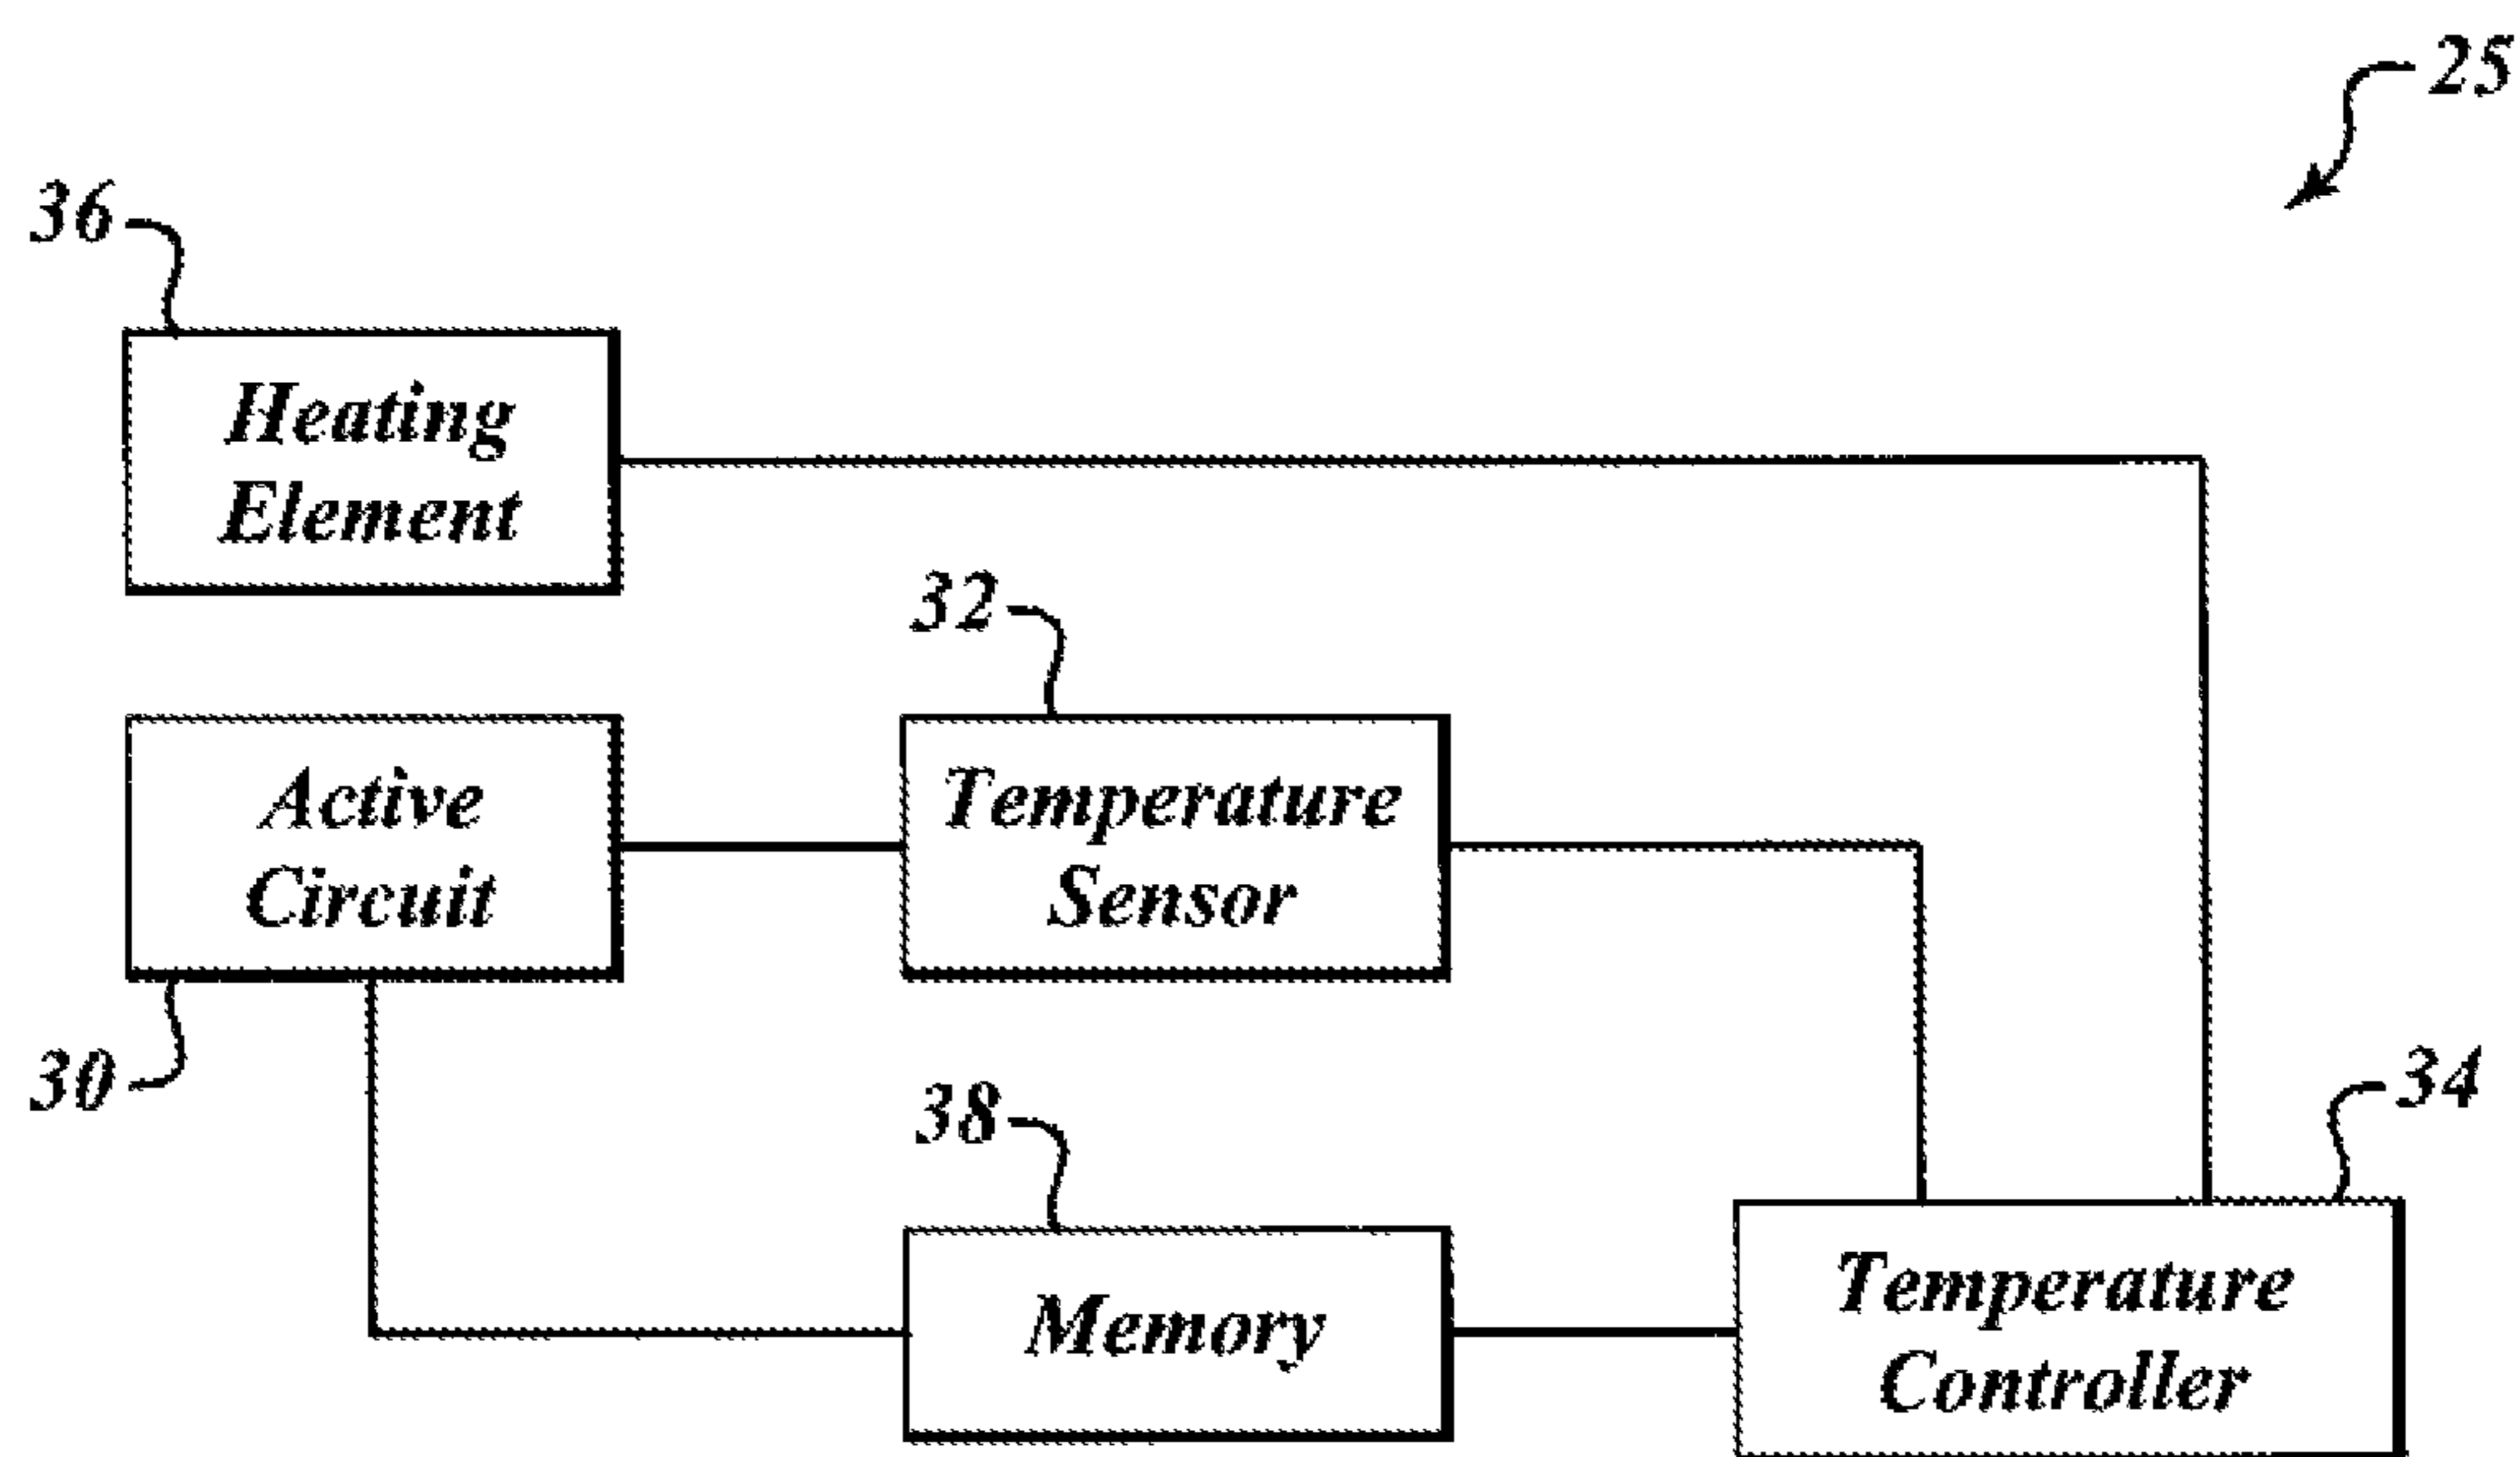 25
36
Heating
Element
32
Active
Circuit
Temperature
Sensor
30
38
34
Memory
Temperature
Controller